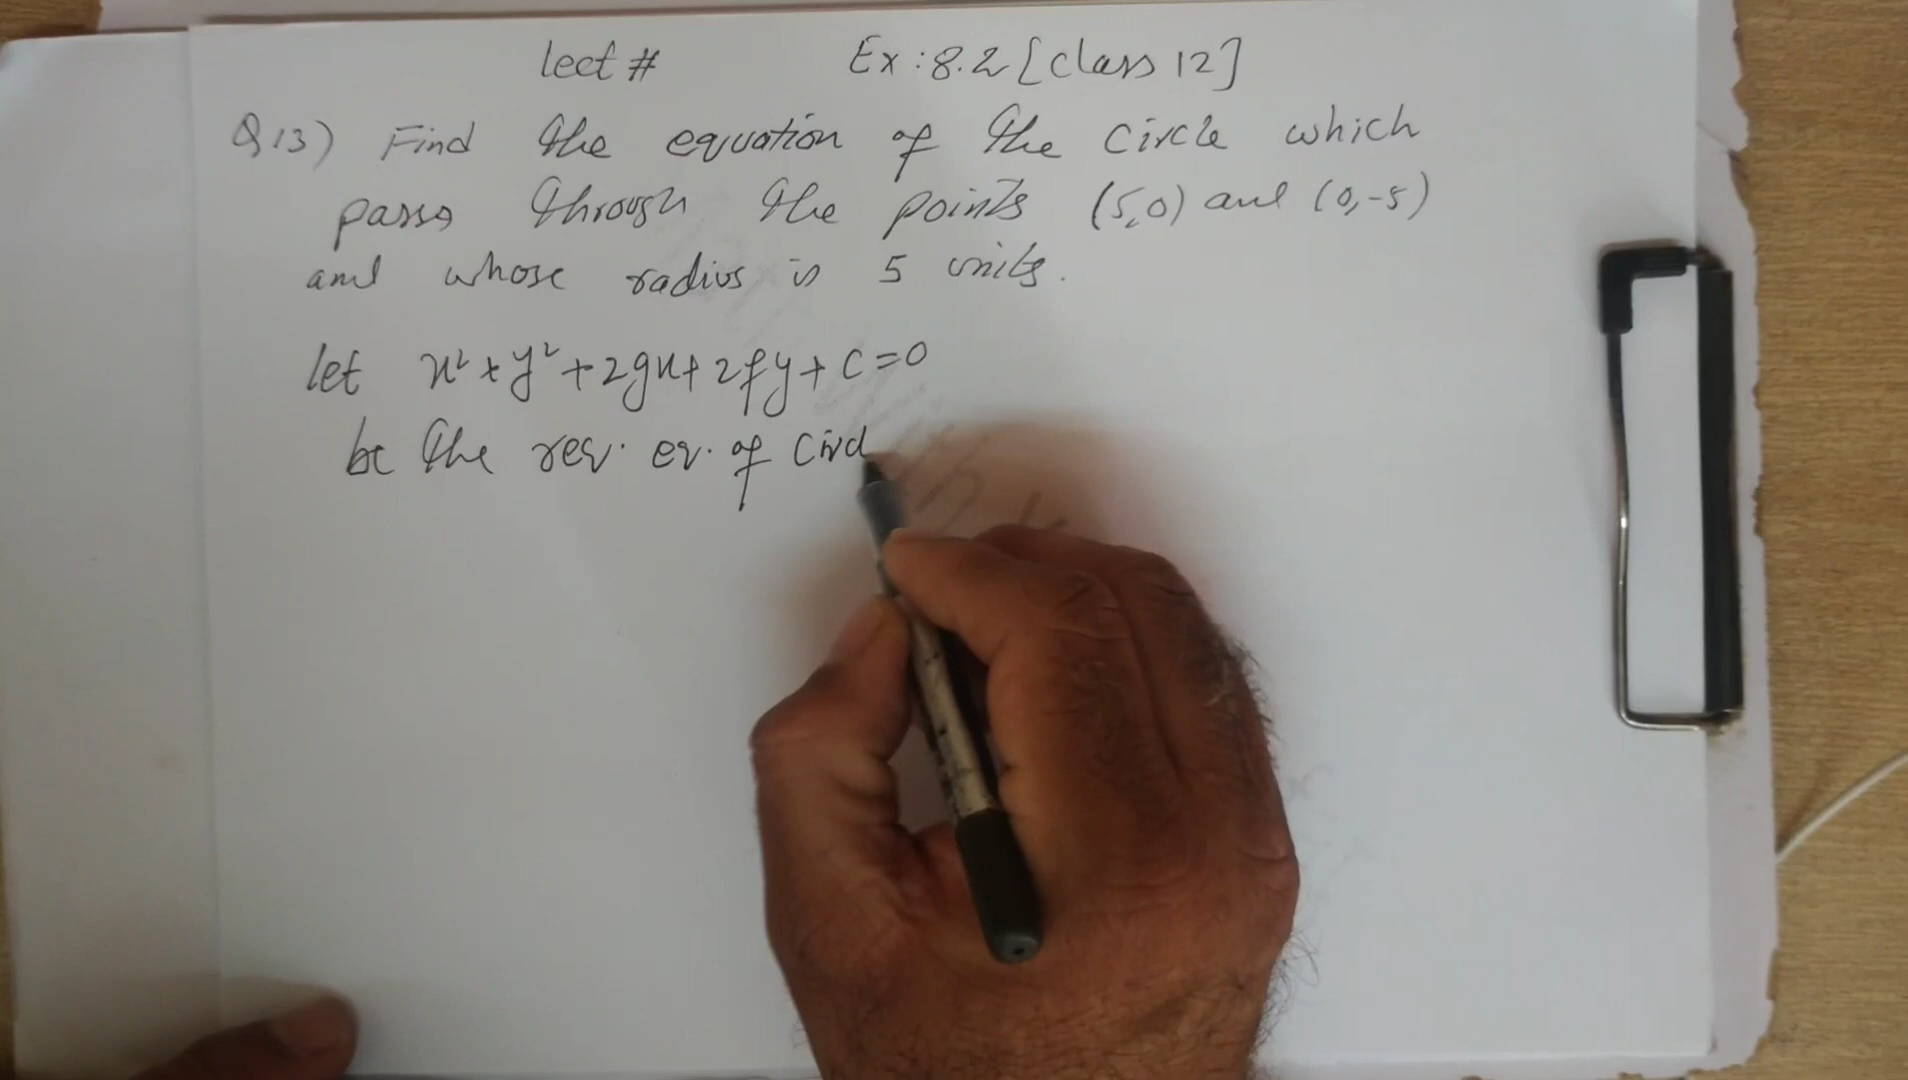 lect # Ex : 8.2 [class 12]
Q13) Find the equation of the circle which
pass through the points (5,0) and (0,-5)
and whose radius is 5 units.
let x² + y² + 2gx + 2fy + c = 0
be the req. eq. of Circl